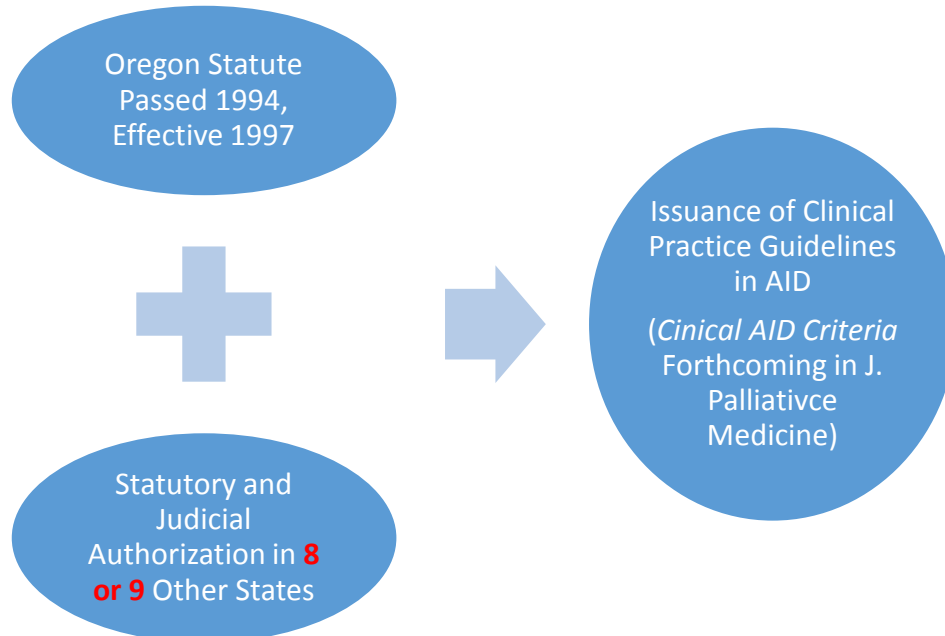 Oregon Statute
Passed 1994,
Effective 1997
Statutory and
Judicial
Authorization in 8
or 9 Other States
Issuance of Clinical
Practice Guidelines
in AID
(Cinical AID Criteria
Forthcoming in J.
Palliativce
Medicine)